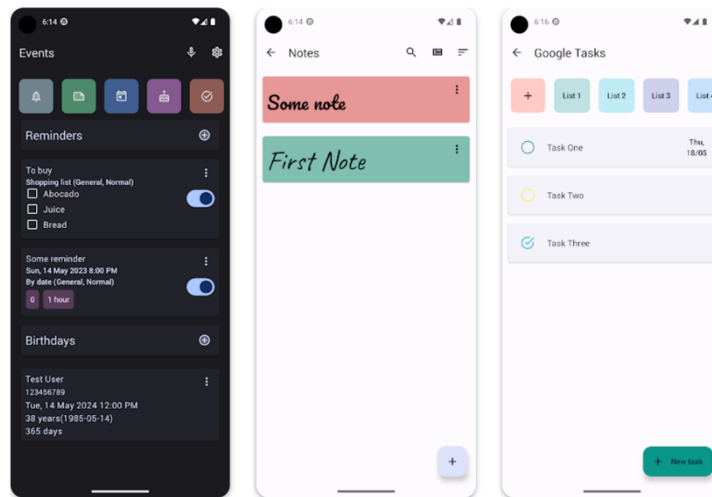 6:14
Events
Reminders
To buy
Shopping list (General, Normal)
Abocado
Juice
Bread
Some reminder
Sun, 14 May 2023 8:00 PM
By date (General, Normal)
0 1 hour
Birthdays
Test User
123456789
Tue, 14 May 2024 12:00 PM
38 years(1985-05-14)
365 days
6:14
Notes
Some note
First Note
6:16
Google Tasks
+ List 1 List 2 List 3 List
Task One
Thu,
18/05
Task Two
Task Three
+ New task